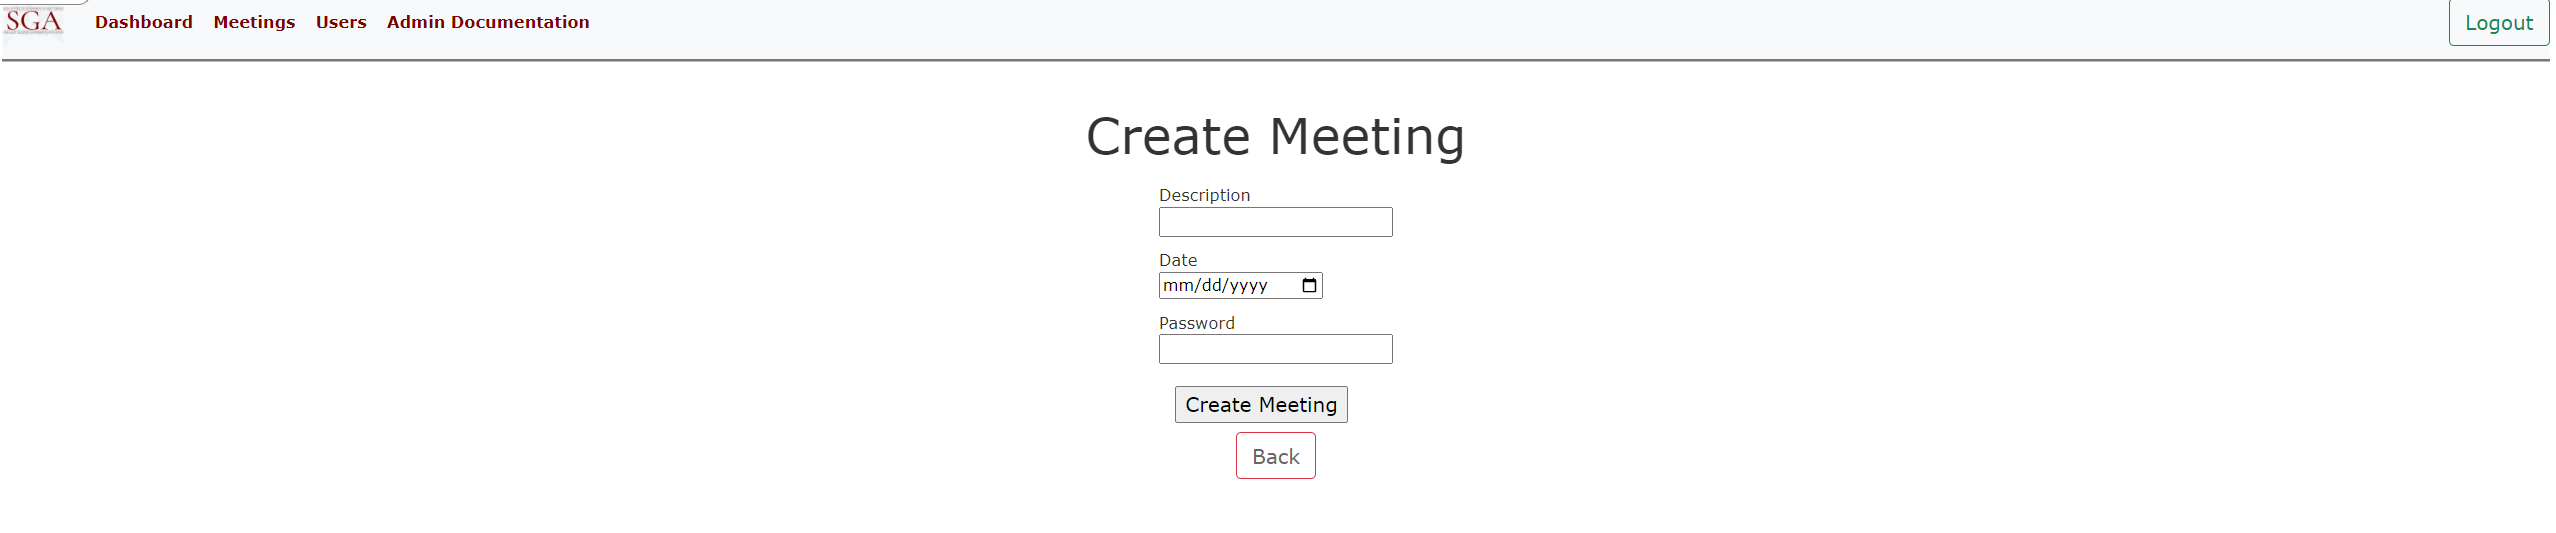 SGA Dashboard Meetings Users Admin Documentation Logout
Create Meeting
Description
Date
mm/dd/yyyy
Password
Create Meeting
Back